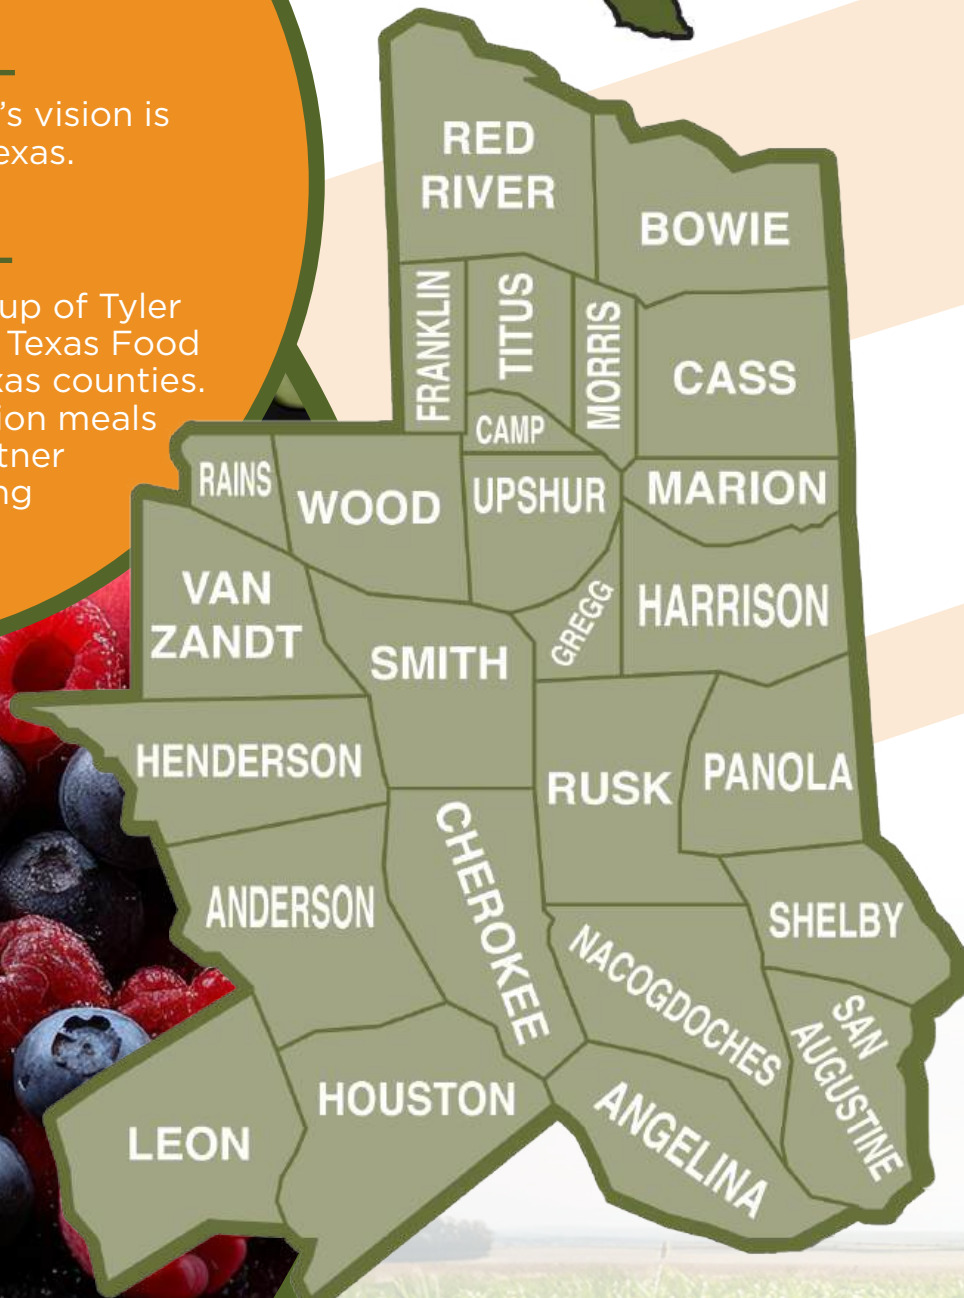 's vision is
exas.
up of Tyler
Texas Food
xas counties.
ion meals
tner
ng
RED
RIVER
BOWIE
FRANKLIN
TITUS
MORRIS
CASS
CAMP
RAINS
WOOD
UPSHUR
MARION
VAN
ZANDT
SMITH
GREGG
HARRISON
HENDERSON
RUSK
PANOLA
CHEROKEE
ANDERSON
SHELBY
NACOGDOCHES
SAN
AUGUSTINE
HOUSTON
ANGELINA
LEON